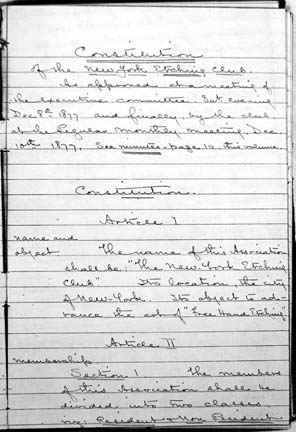 Constitution
of the New York Etching Club.
As approved at a meeting of
the executive committee. Sat evening
Dec 8th 1877 and finally by the club
at the Regular Monthly meeting Dec
10th 1877. See minutes-page 10. this volume.
Constitution.
Article I
name and
object The name of this Association
shall be: "The New-York Etching
Club" Its location, the city
of New-York. Its object to ad-
vance the art of "Free Hand Etching".
Article II
membership
Section 1 The members
of this Association shall be
divided into two classes
viz: Resident & Non Resident